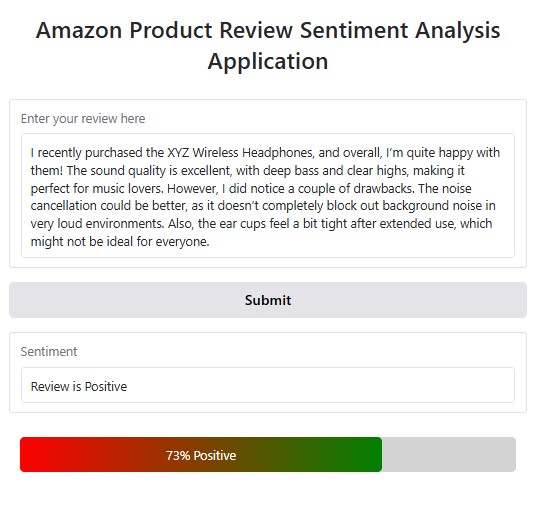 Amazon Product Review Sentiment Analysis
Application
Enter your review here
I recently purchased the XYZ Wireless Headphones, and overall, I’m quite happy with
them! The sound quality is excellent, with deep bass and clear highs, making it
perfect for music lovers. However, I did notice a couple of drawbacks. The noise
cancellation could be better, as it doesn’t completely block out background noise in
very loud environments. Also, the ear cups feel a bit tight after extended use, which
might not be ideal for everyone.
Submit
Sentiment
Review is Positive
73% Positive